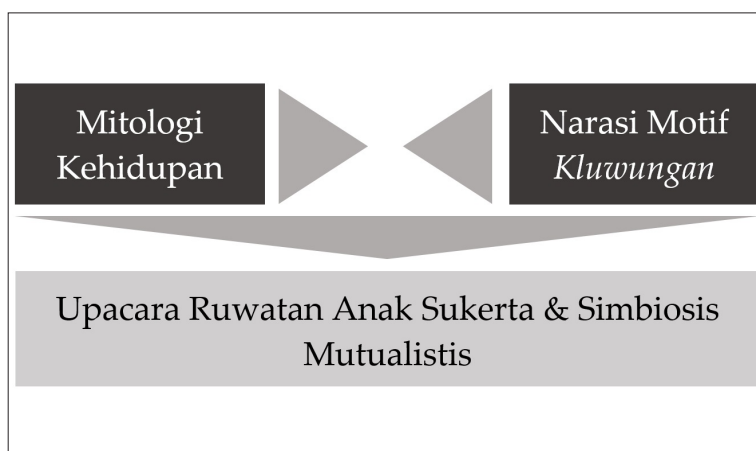 Mitologi
Kehidupan
Narasi Motif
Kluwungan
Upacara Ruwatan Anak Sukerta & Simbiosis
Mutualistis